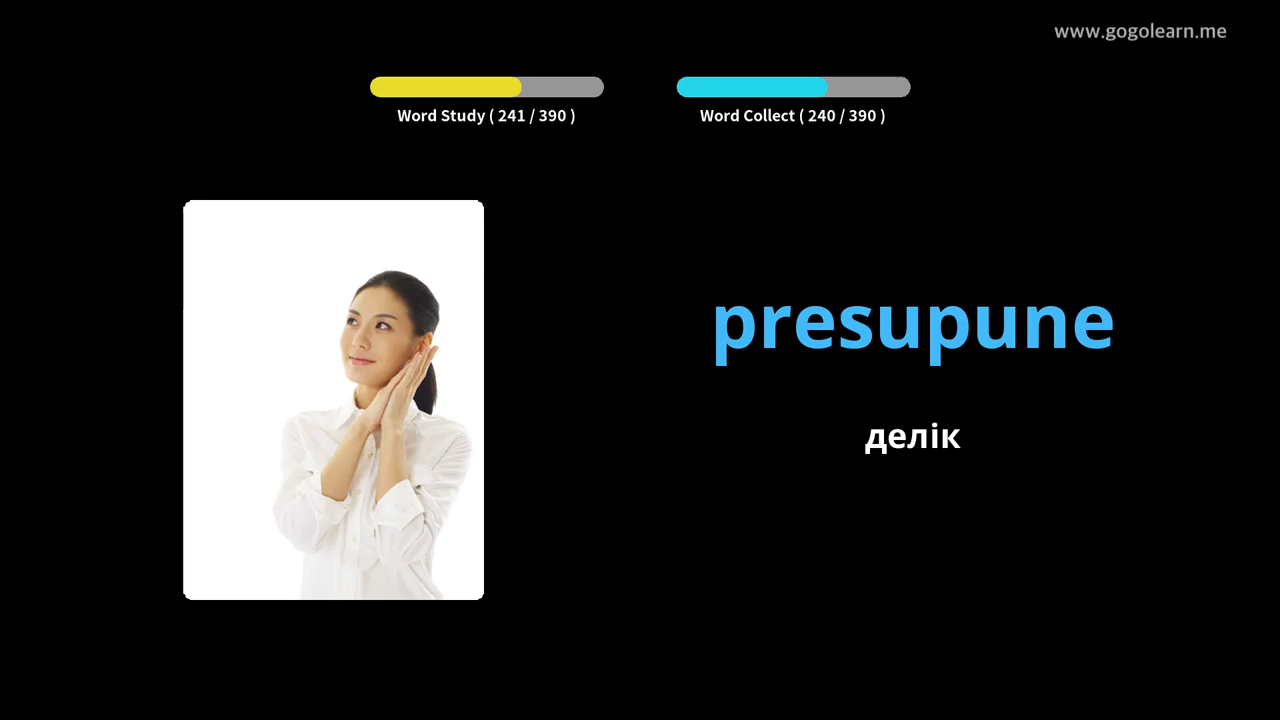 www.gogolearn.me
Word Study ( 241 / 390 )
Word Collect ( 240 / 390 )
presupune
делік